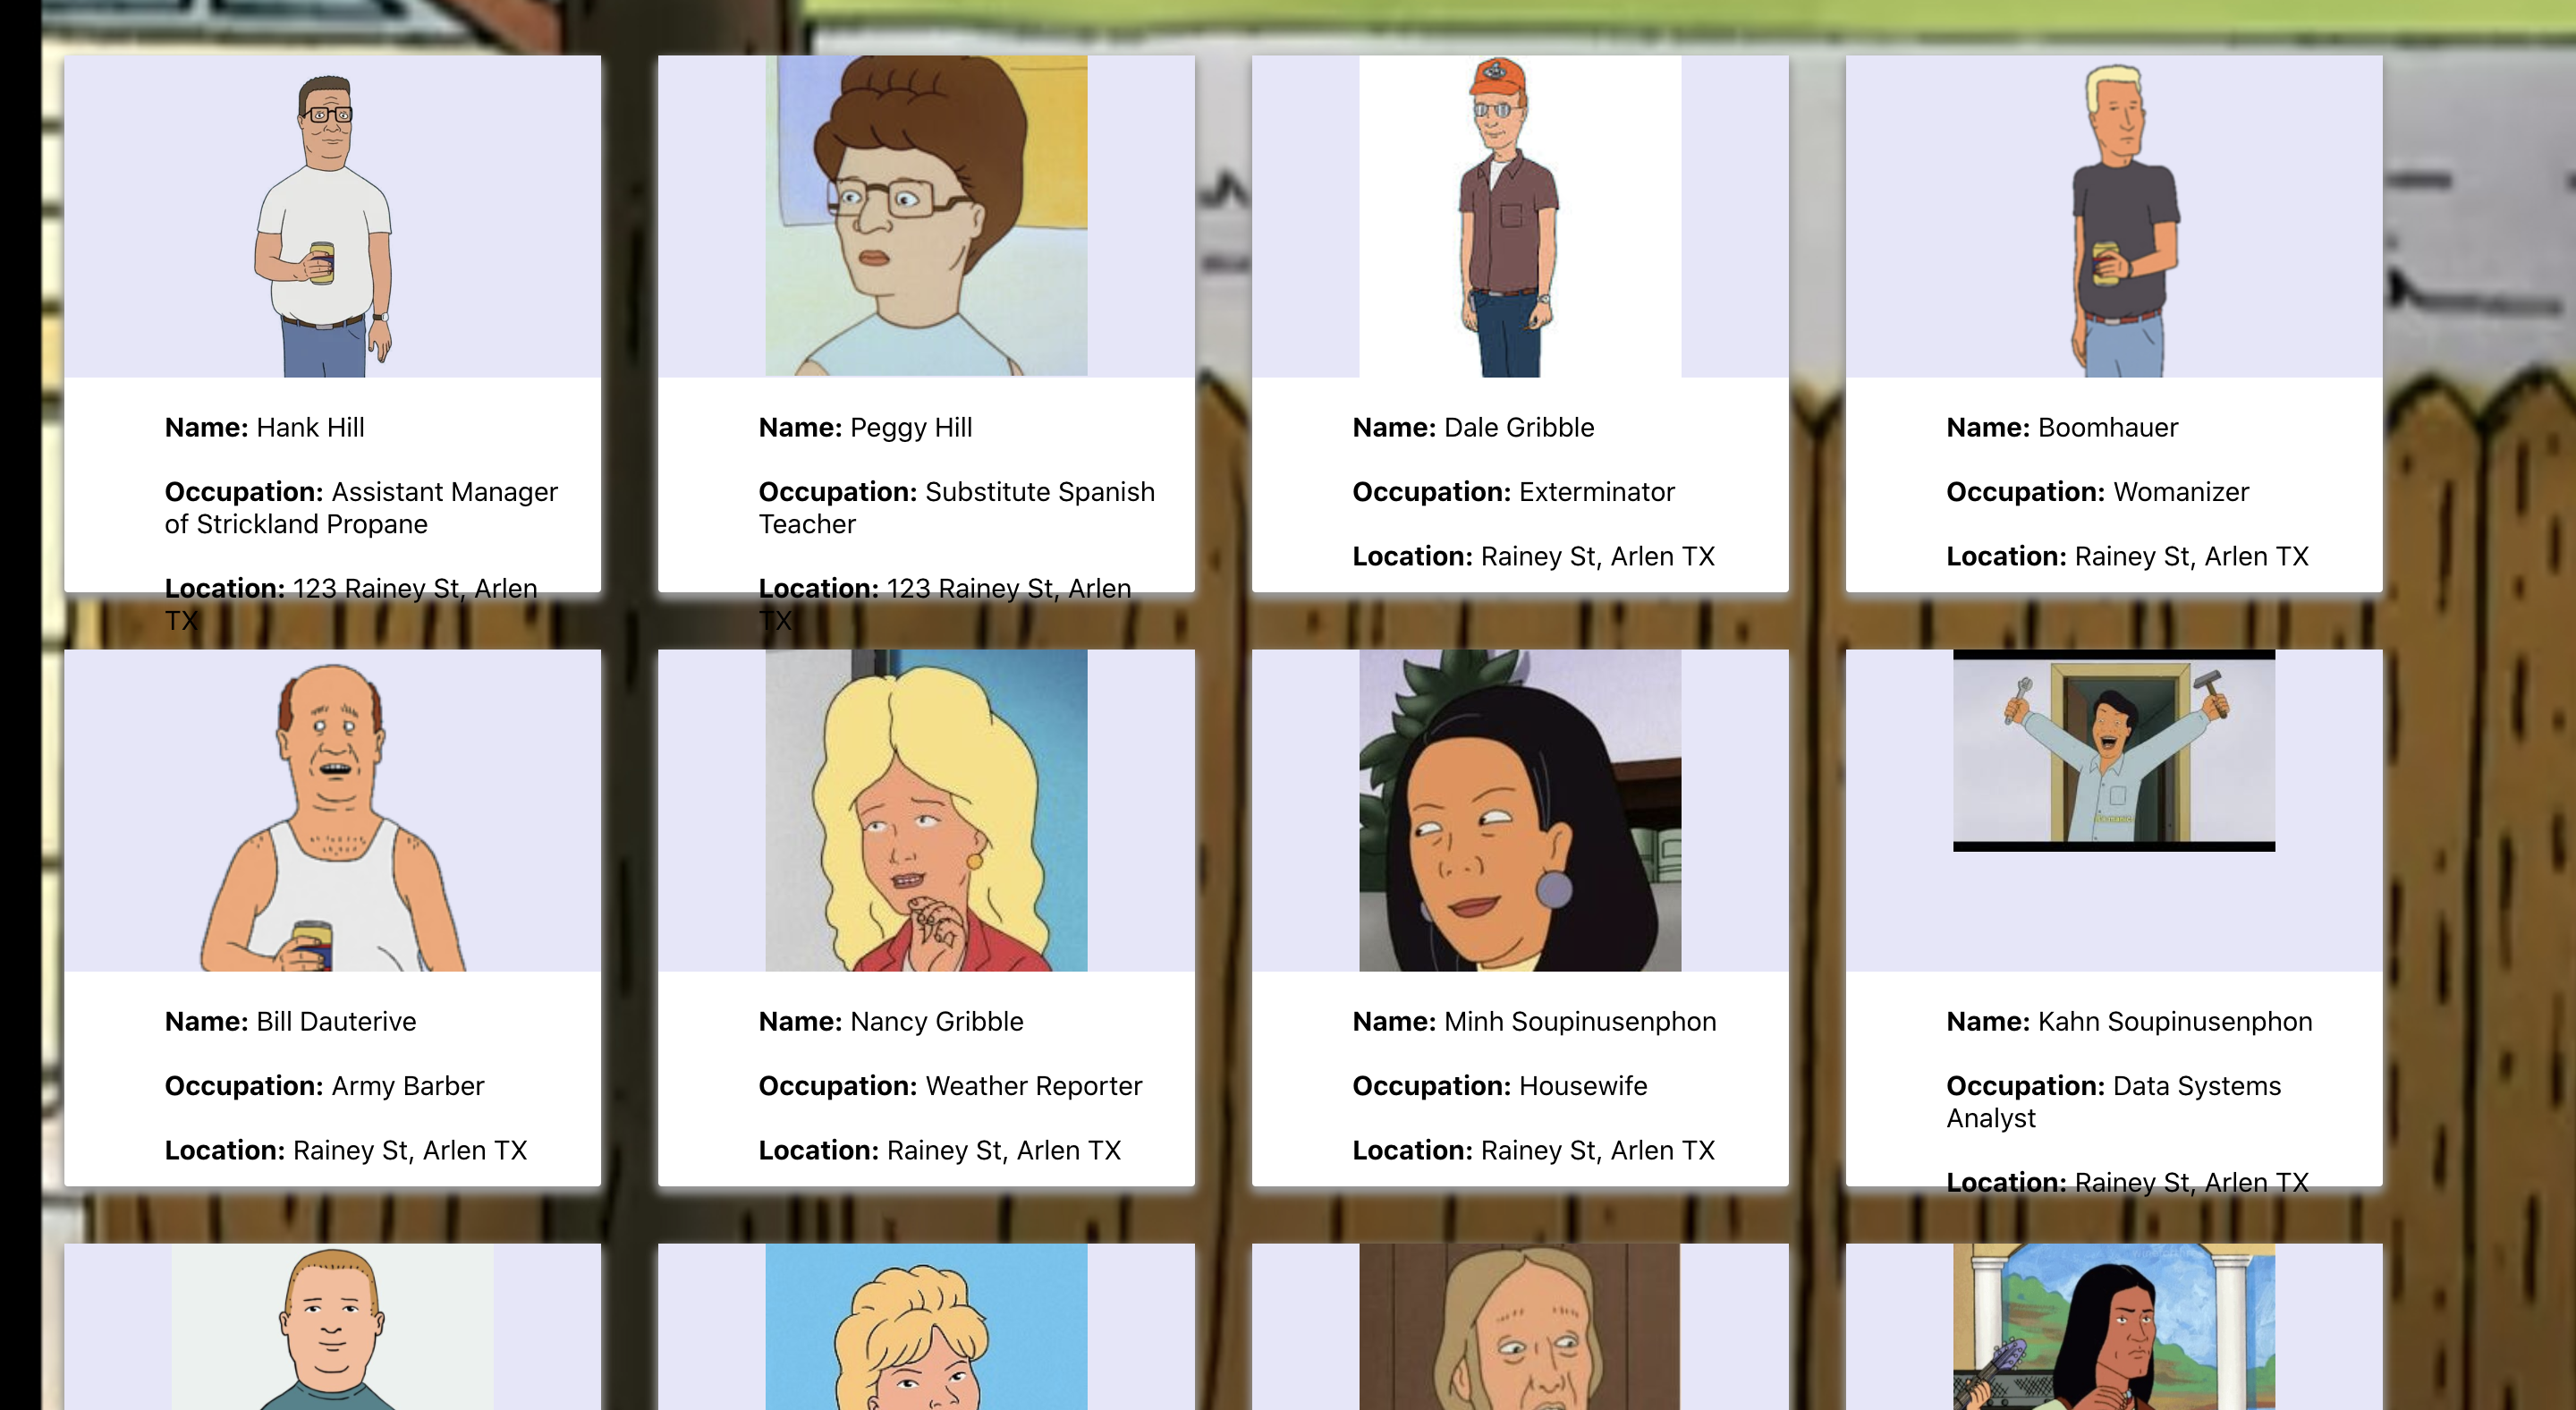 Name: Hank Hill
Occupation: Assistant Manager
of Strickland Propane
Location: 123 Rainey St, Arlen
TX
Name: Peggy Hill
Occupation: Substitute Spanish
Teacher
Location: 123 Rainey St, Arlen
TX
Name: Dale Gribble
Occupation: Exterminator
Location: Rainey St, Arlen TX
Name: Boomhauer
Occupation: Womanizer
Location: Rainey St, Arlen TX
Name: Bill Dauterive
Occupation: Army Barber
Location: Rainey St, Arlen TX
Name: Nancy Gribble
Occupation: Weather Reporter
Location: Rainey St, Arlen TX
Name: Minh Soupinusenphon
Occupation: Housewife
Location: Rainey St, Arlen TX
Name: Kahn Soupinusenphon
Occupation: Data Systems
Analyst
Location: Rainey St, Arlen TX